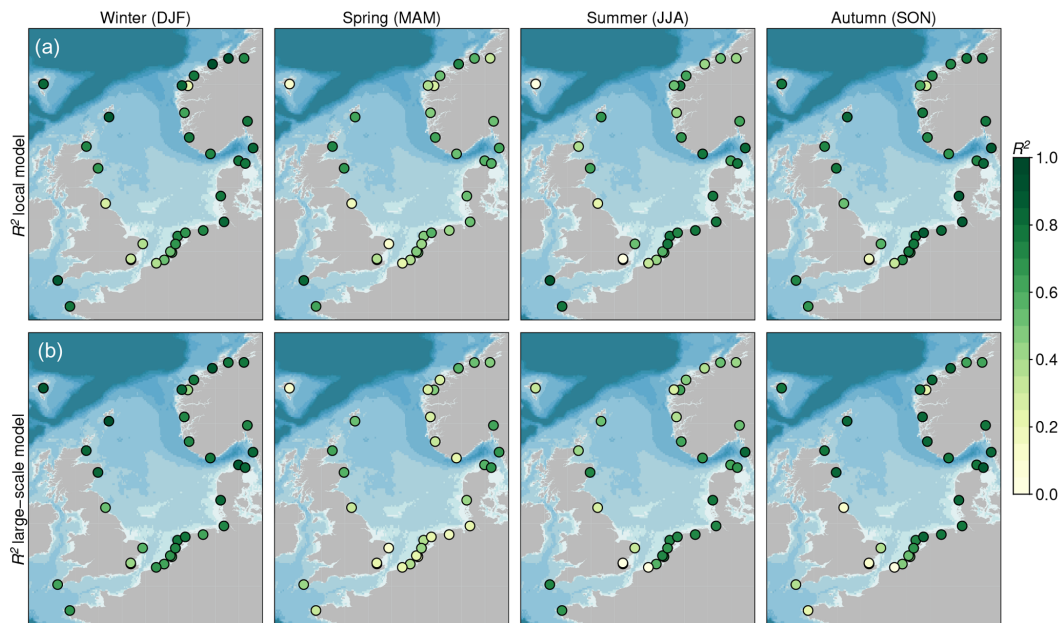 Winter (DJF)
Spring (MAM)
Summer (JJA)
Autumn (SON)
(a)
R² local model
(b)
R² large−scale model
R²
1.0
0.8
0.6
0.4
0.2
0.0